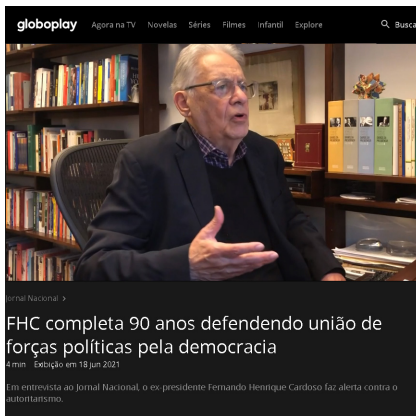 globoplay Agora na TV Novelas Séries Filmes Infantil Explore Busca
Jornal Nacional >
FHC completa 90 anos defendendo união de
forças políticas pela democracia
4 min Exibição em 18 jun 2021
Em entrevista ao Jornal Nacional, o ex-presidente Fernando Henrique Cardoso faz alerta contra o
autoritarismo.